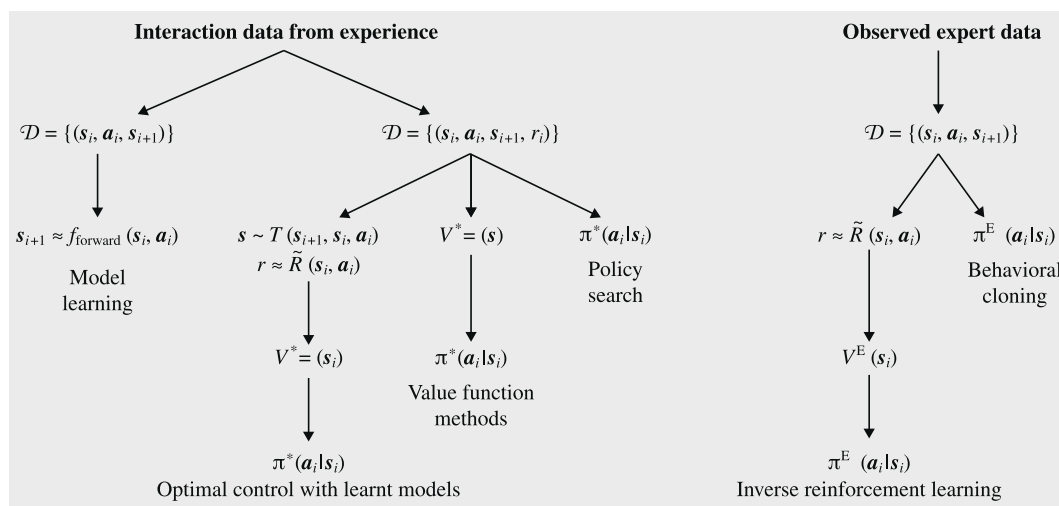 Interaction data from experience
Observed expert data
𝒟 = {(s_i, a_i, s_{i+1})}
𝒟 = {(s_i, a_i, s_{i+1}, r_i)}
𝒟 = {(s_i, a_i, s_{i+1})}
s_{i+1} ≈ f_forward (s_i, a_i)
Model
learning
s ~ T (s_{i+1}, s_i, a_i)
r ≈ R̃ (s_i, a_i)
V^*= (s)
π^*(a_i|s_i)
Policy
search
r ≈ R̃ (s_i, a_i)
π^E (a_i|s_i)
Behavioral
cloning
V^*= (s_i)
π^*(a_i|s_i)
Value function
methods
V^E (s_i)
π^*(a_i|s_i)
Optimal control with learnt models
π^E (a_i|s_i)
Inverse reinforcement learning